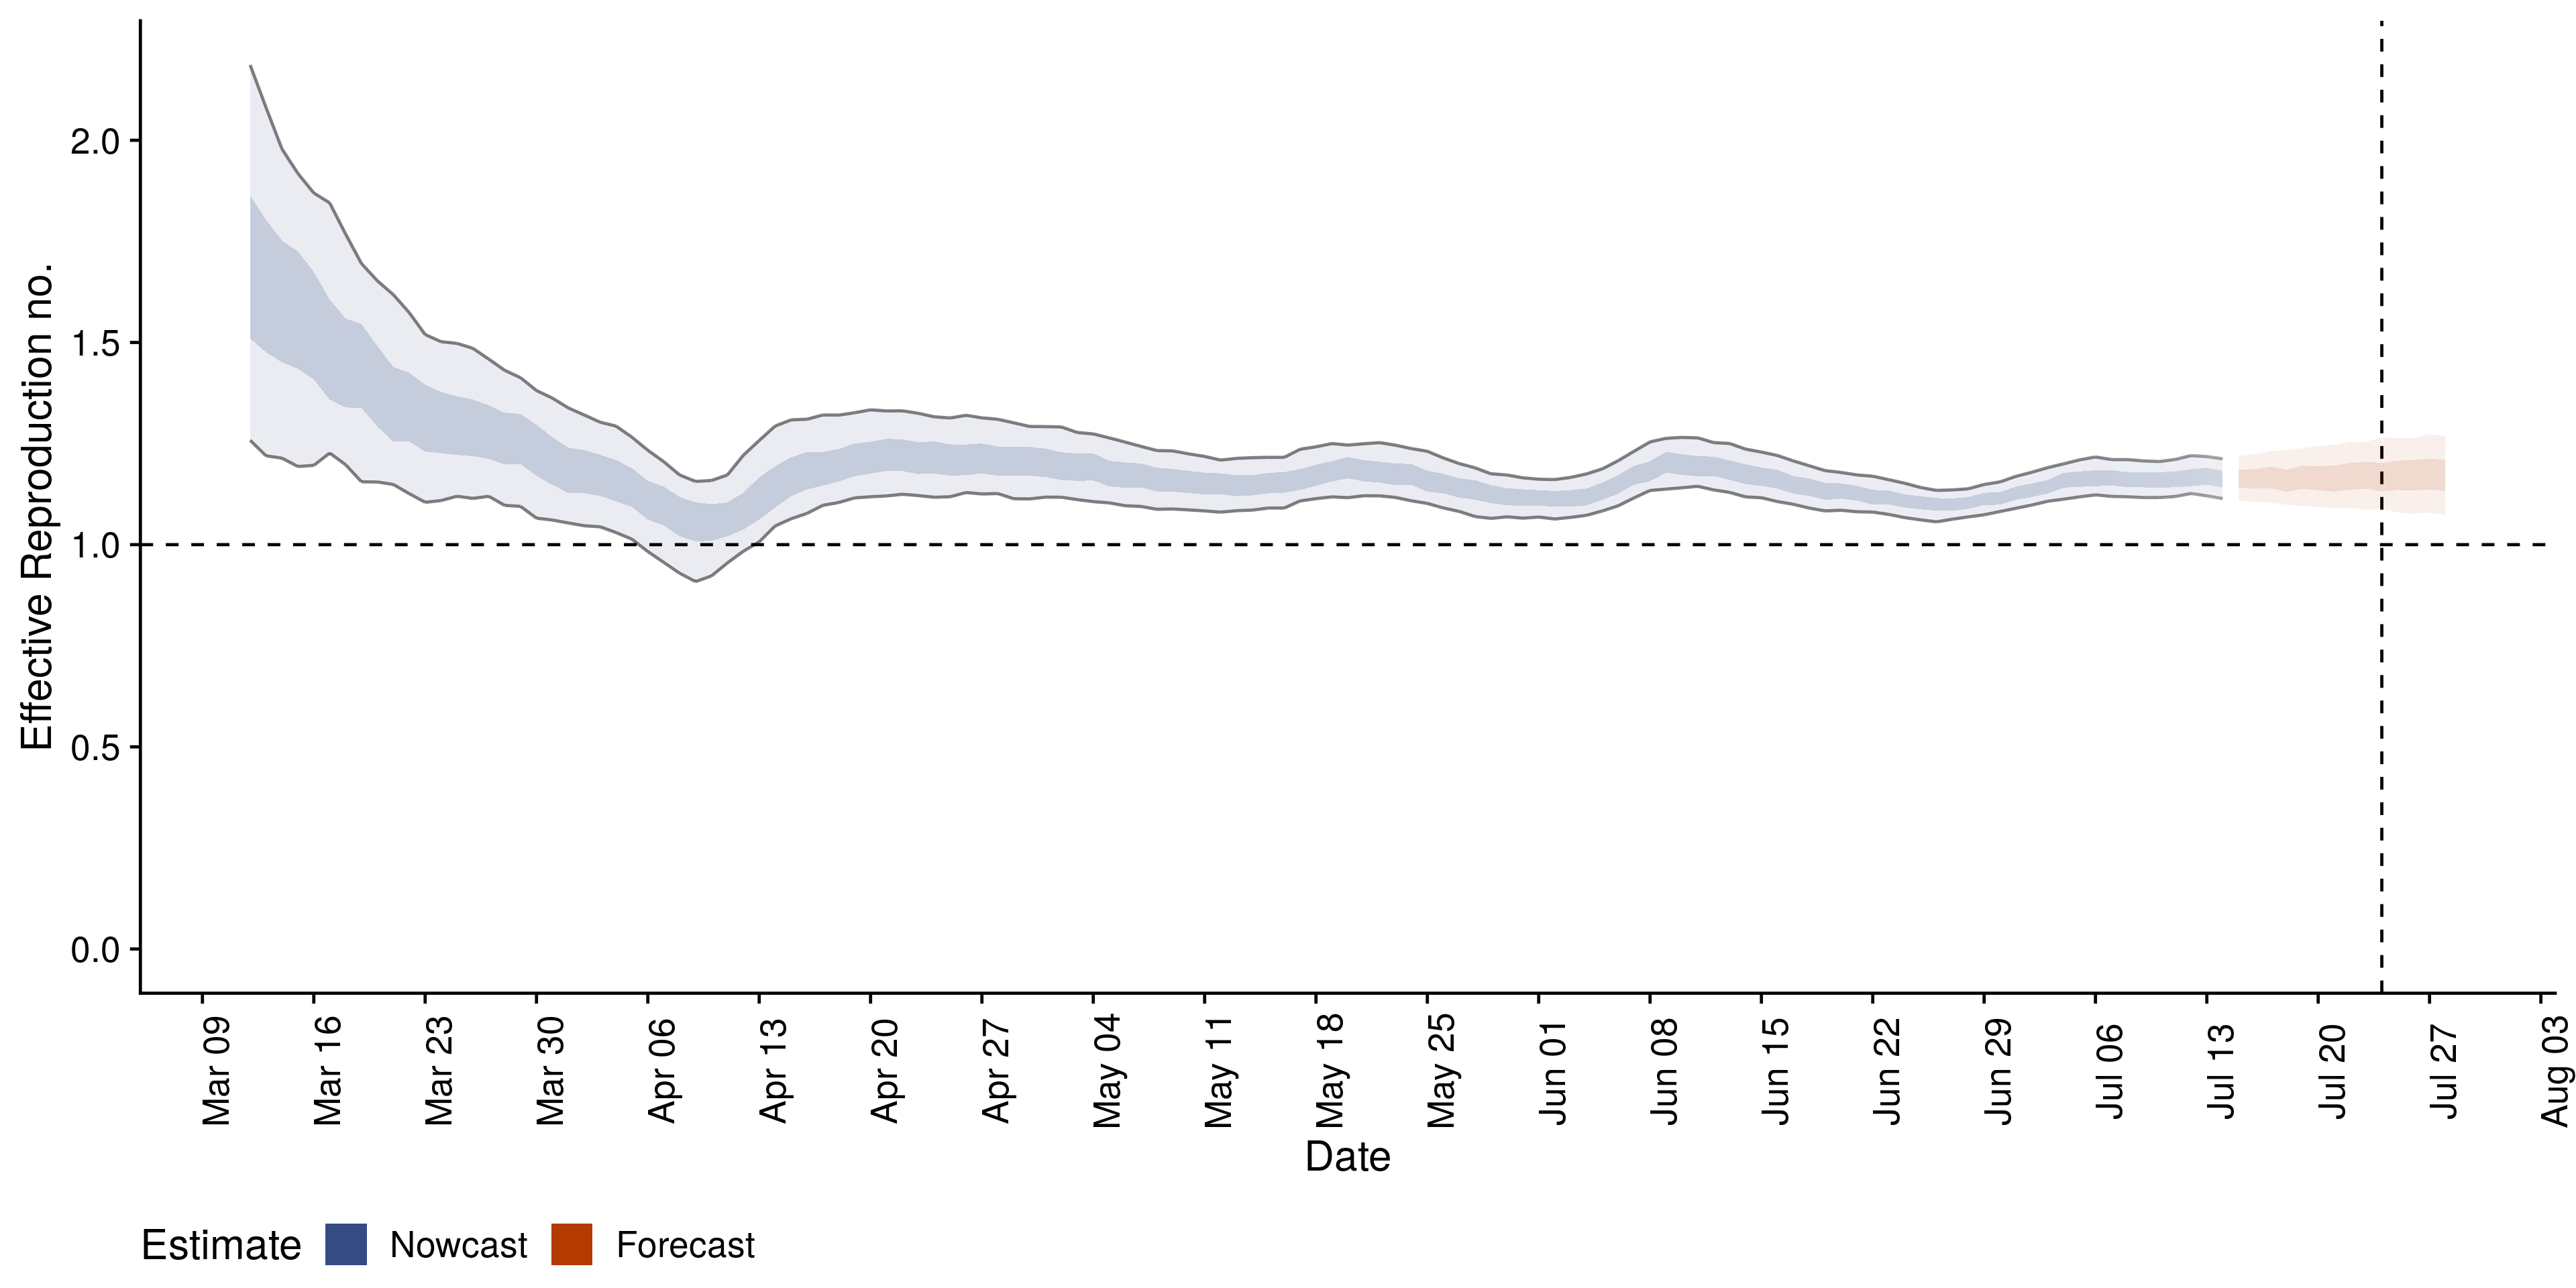 Effective Reproduction no.
2.0
1.5
1.0
0.5
0.0
Mar 09
Mar 16
Mar 23
Mar 30
Apr 06
Apr 13
Apr 20
Apr 27
May 04
May 11
May 18
May 25
Jun 01
Jun 08
Jun 15
Jun 22
Jun 29
Jul 06
Jul 13
Jul 20
Jul 27
Aug 03
Date
Estimate Nowcast Forecast